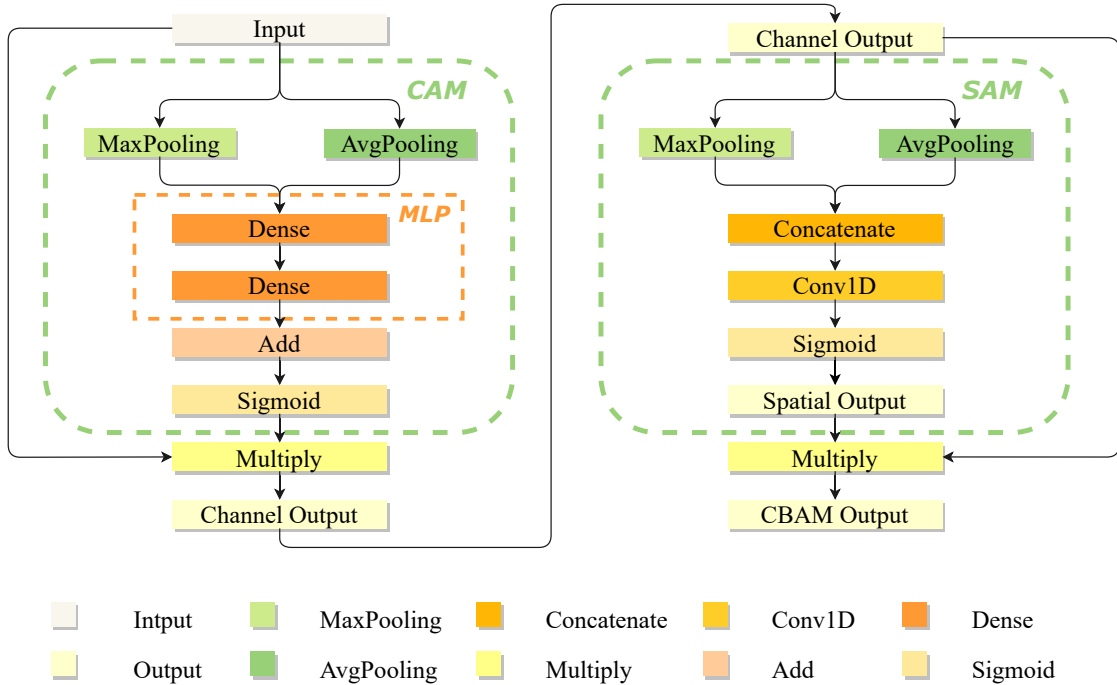 Input
CAM
MaxPooling
AvgPooling
MLP
Dense
Dense
Add
Sigmoid
Multiply
Channel Output
Channel Output
SAM
MaxPooling
AvgPooling
Concatenate
Conv1D
Sigmoid
Spatial Output
Multiply
CBAM Output
Intput
MaxPooling
Concatenate
Conv1D
Dense
Output
AvgPooling
Multiply
Add
Sigmoid